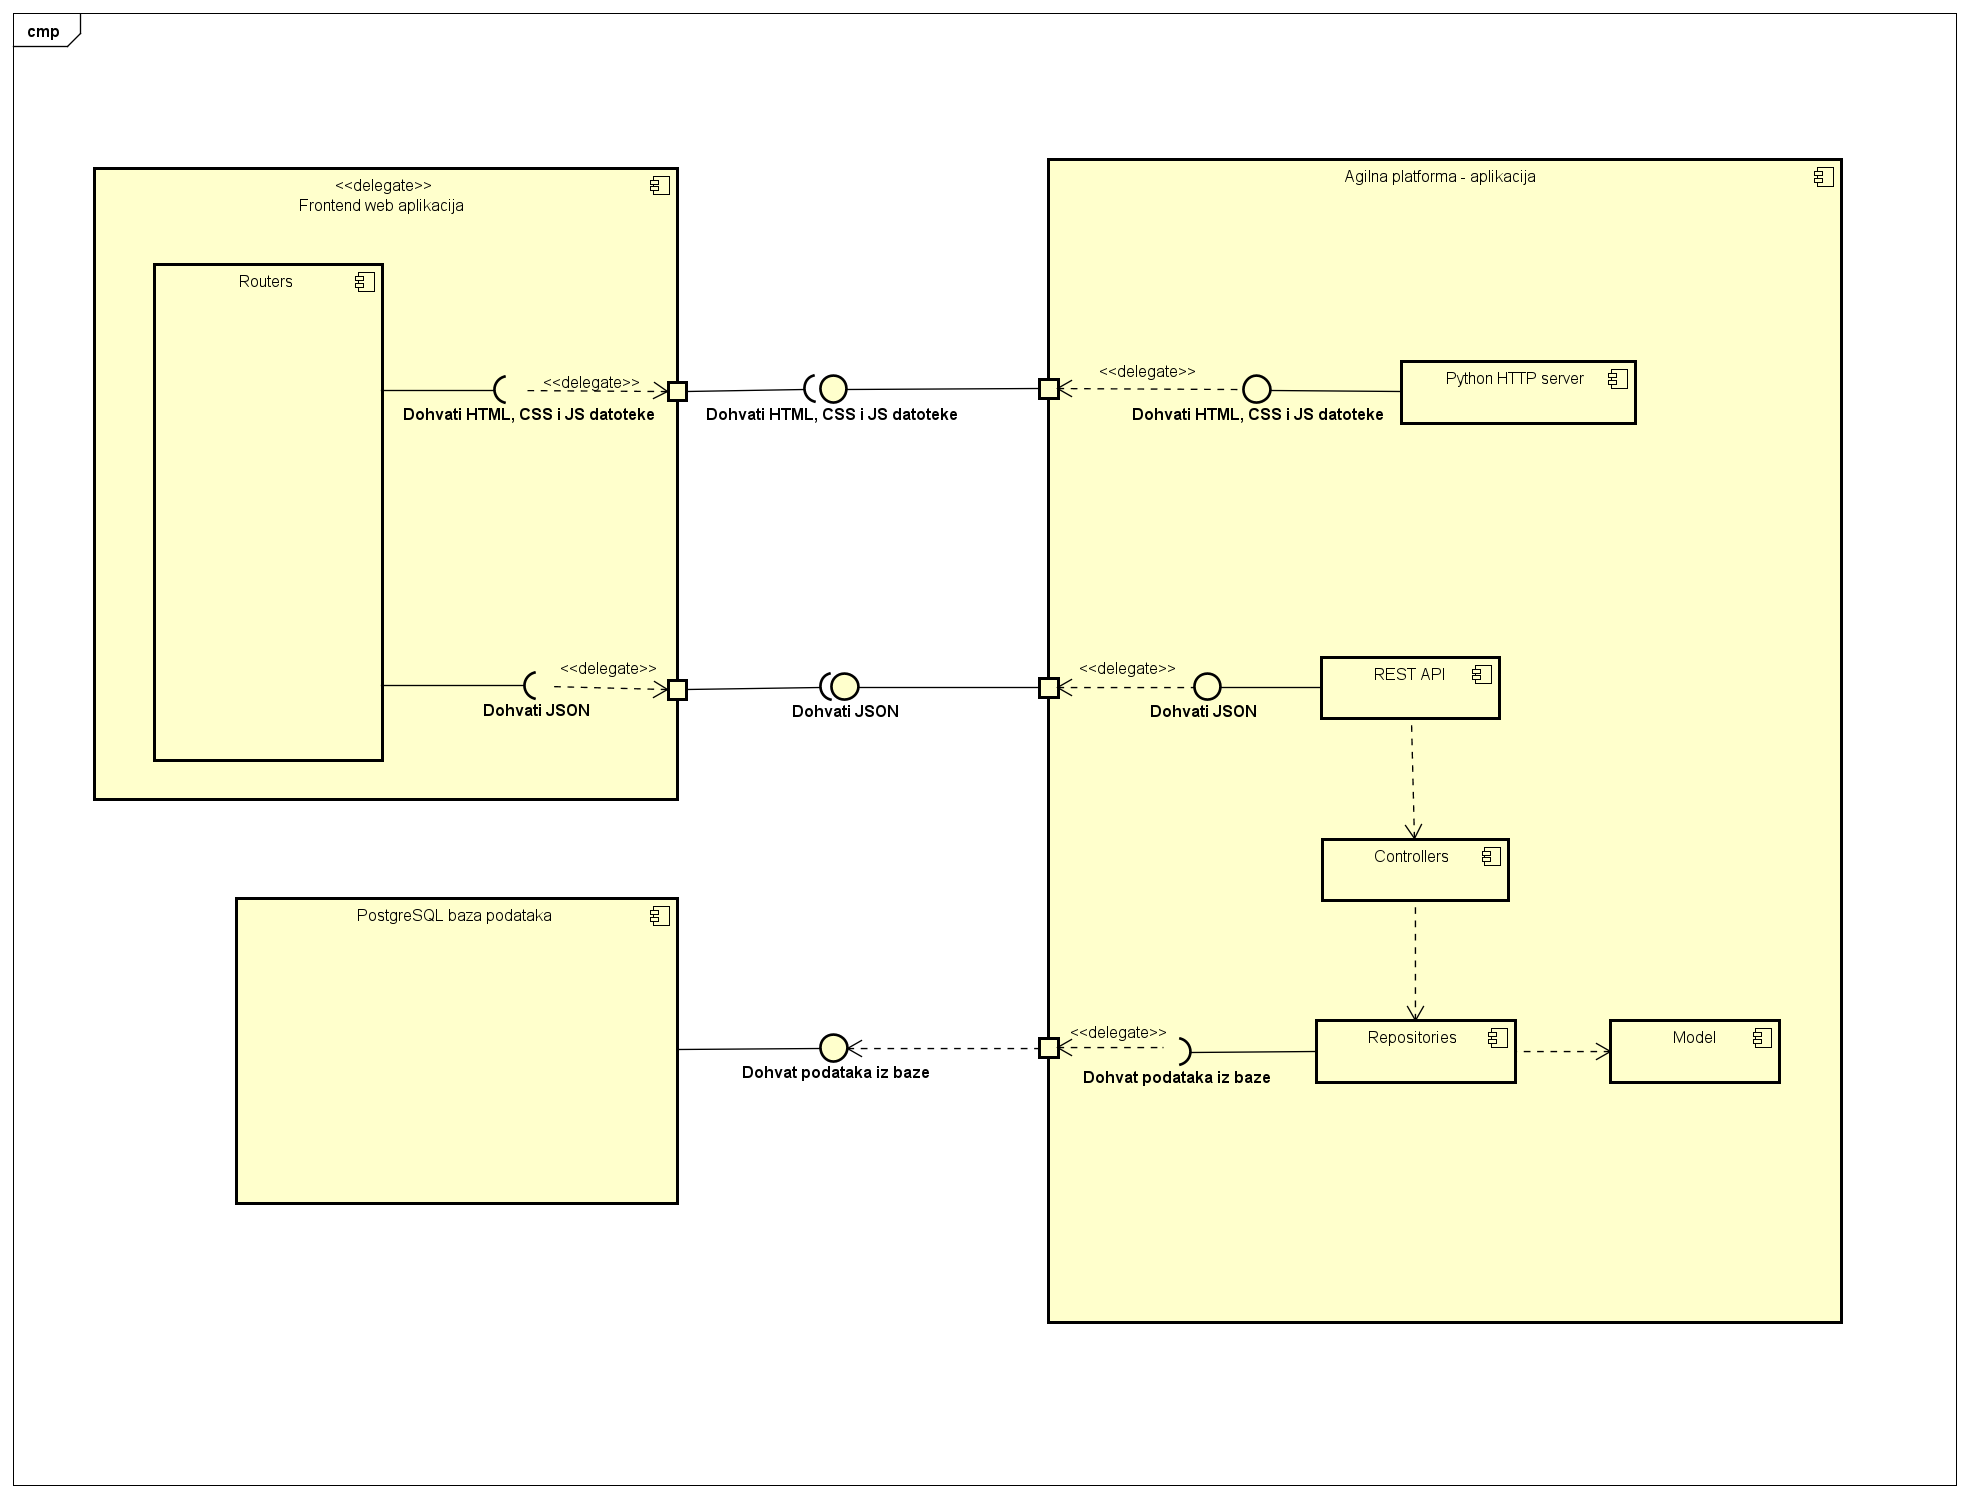 cmp
<<delegate>>
Frontend web aplikacija
Routers
<<delegate>>
Dohvati HTML, CSS i JS datoteke
<<delegate>>
Dohvati JSON
Dohvati HTML, CSS i JS datoteke
Dohvati JSON
PostgreSQL baza podataka
Dohvat podataka iz baze
Agilna platforma - aplikacija
<<delegate>>
Dohvati HTML, CSS i JS datoteke
Python HTTP server
<<delegate>>
Dohvati JSON
REST API
Controllers
<<delegate>>
Dohvat podataka iz baze
Repositories
Model